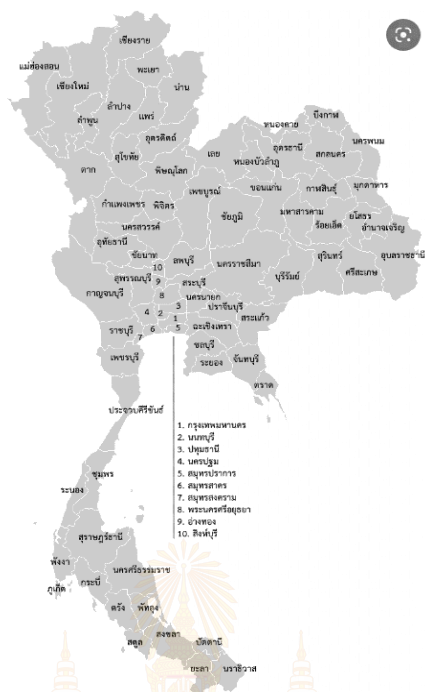 เชียงราย
แม่ฮ่องสอน
พะเยา
เชียงใหม่
น่าน
ลำปาง
ลำพูน
แพร่
บึงกาฬ
หนองคาย
อุตรดิตถ์
นครพนม
อุดรธานี
เลย
สุโขทัย
สกลนคร
หนองบัวลำภู
ตาก
พิษณุโลก
มุกดาหาร
กาฬสินธุ์
ขอนแก่น
เพชรบูรณ์
กำแพงเพชร
พิจิตร
มหาสารคาม
ชัยภูมิ
ยโสธร
ร้อยเอ็ด
อำนาจเจริญ
นครสวรรค์
อุทัยธานี
ชัยนาท
ลพบุรี
นครราชสีมา
สุรินทร์
อุบลราชธานี
10
สุพรรณบุรี
9
สระบุรี
บุรีรัมย์
ศรีสะเกษ
กาญจนบุรี
8
นครนายก
3
ปราจีนบุรี
4
2
1
สระแก้ว
ราชบุรี
6
5
ฉะเชิงเทรา
7
ชลบุรี
เพชรบุรี
ระยอง
จันทบุรี
ตราด
ประจวบคีรีขันธ์
1. กรุงเทพมหานคร
2. นนทบุรี
3. ปทุมธานี
4. นครปฐม
5. สมุทรปราการ
6. สมุทรสาคร
7. สมุทรสงคราม
8. พระนครศรีอยุธยา
9. อ่างทอง
10. สิงห์บุรี
ชุมพร
ระนอง
สุราษฎร์ธานี
พังงา
นครศรีธรรมราช
กระบี่
ภูเก็ต
ตรัง
พัทลุง
สงขลา
สตูล
ปัตตานี
ยะลา
นราธิวาส